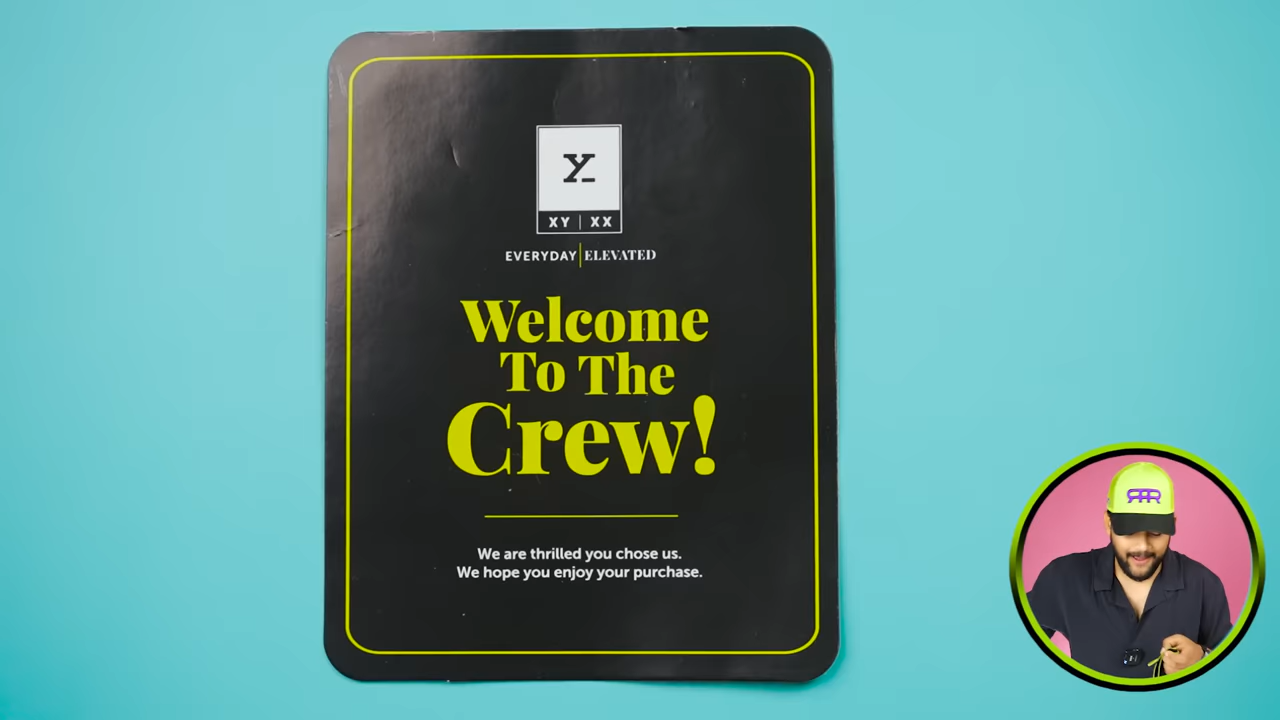 XY | XX
EVERYDAY | ELEVATED
Welcome
To The
Crew!
We are thrilled you chose us.
We hope you enjoy your purchase.